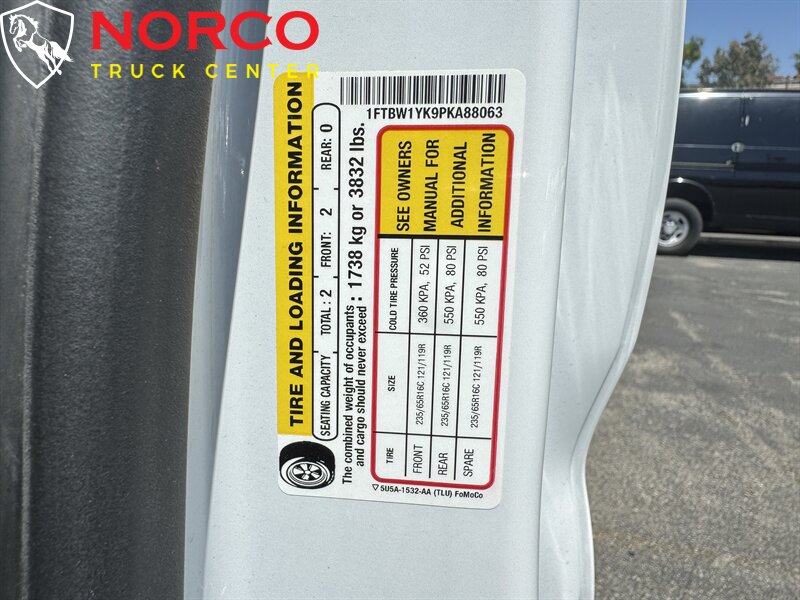 NORCO
TRUCK CENTER
1FTBW1YK9PKA88063
TIRE AND LOADING INFORMATION
SEATING CAPACITY TOTAL : 2 FRONT: 2 REAR: 0
The combined weight of occupants : 1738 kg or 3832 lbs.
and cargo should never exceed
TIRE SIZE COLD TIRE PRESSURE
FRONT 235/65R16C 121/119R 360 KPA, 52 PSI
REAR 235/65R16C 121/119R 550 KPA, 80 PSI
SPARE 235/65R16C 121/119R 550 KPA, 80 PSI
SEE OWNERS
MANUAL FOR
ADDITIONAL
INFORMATION
5U5A-1532-AA (TLU) FoMoCo